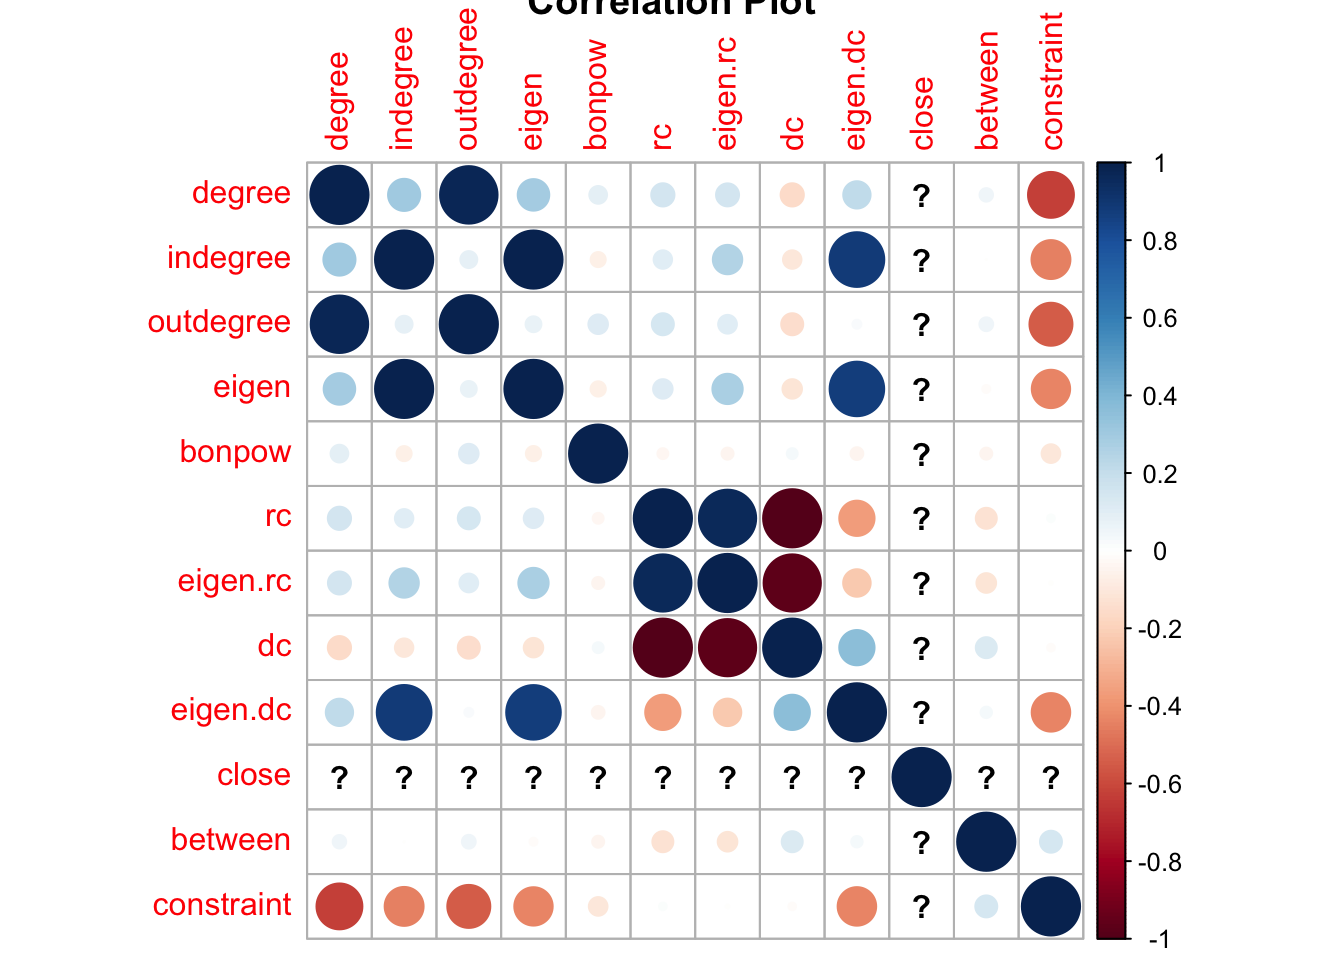 Correlation Plot
degree indegree outdegree eigen bonpow rc eigen.rc dc eigen.dc close between constraint
degree ? 1
indegree ? 0.8
outdegree ? 0.6
eigen ? 0.4
bonpow ? 0.2
rc ? 0
eigen.rc ? -0.2
dc ? -0.4
eigen.dc ? -0.6
close ? ? ? ? ? ? ? ? ? ? ? -0.8
between ?
constraint ? -1